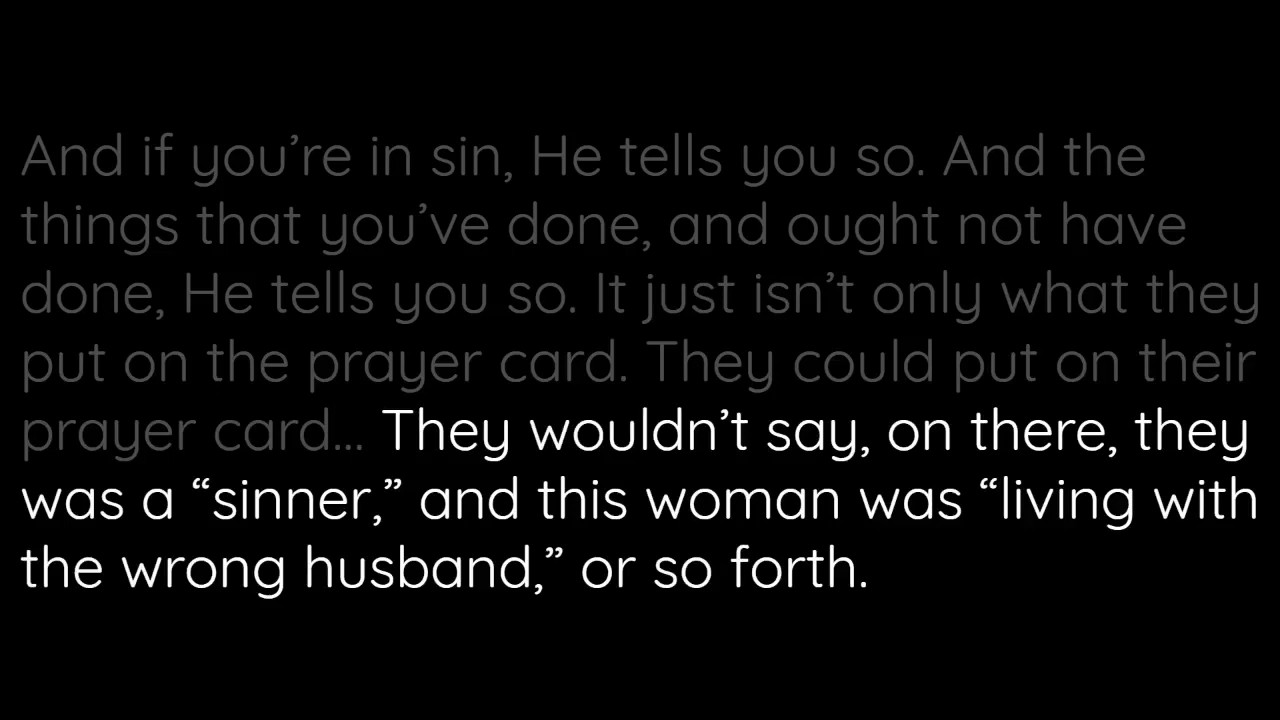 And if you’re in sin, He tells you so. And the
things that you’ve done, and ought not have
done, He tells you so. It just isn’t only what they
put on the prayer card. They could put on their
prayer card... They wouldn’t say, on there, they
was a “sinner,” and this woman was “living with
the wrong husband,” or so forth.